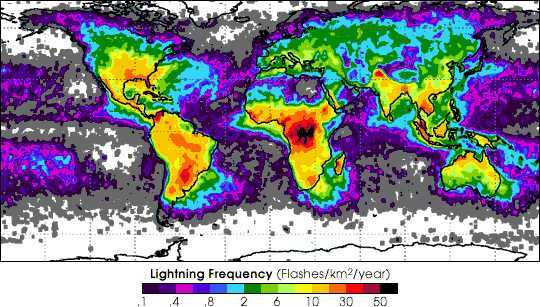 Lightning Frequency (Flashes/km²/year)
.1 .4 .8 2 6 10 30 50